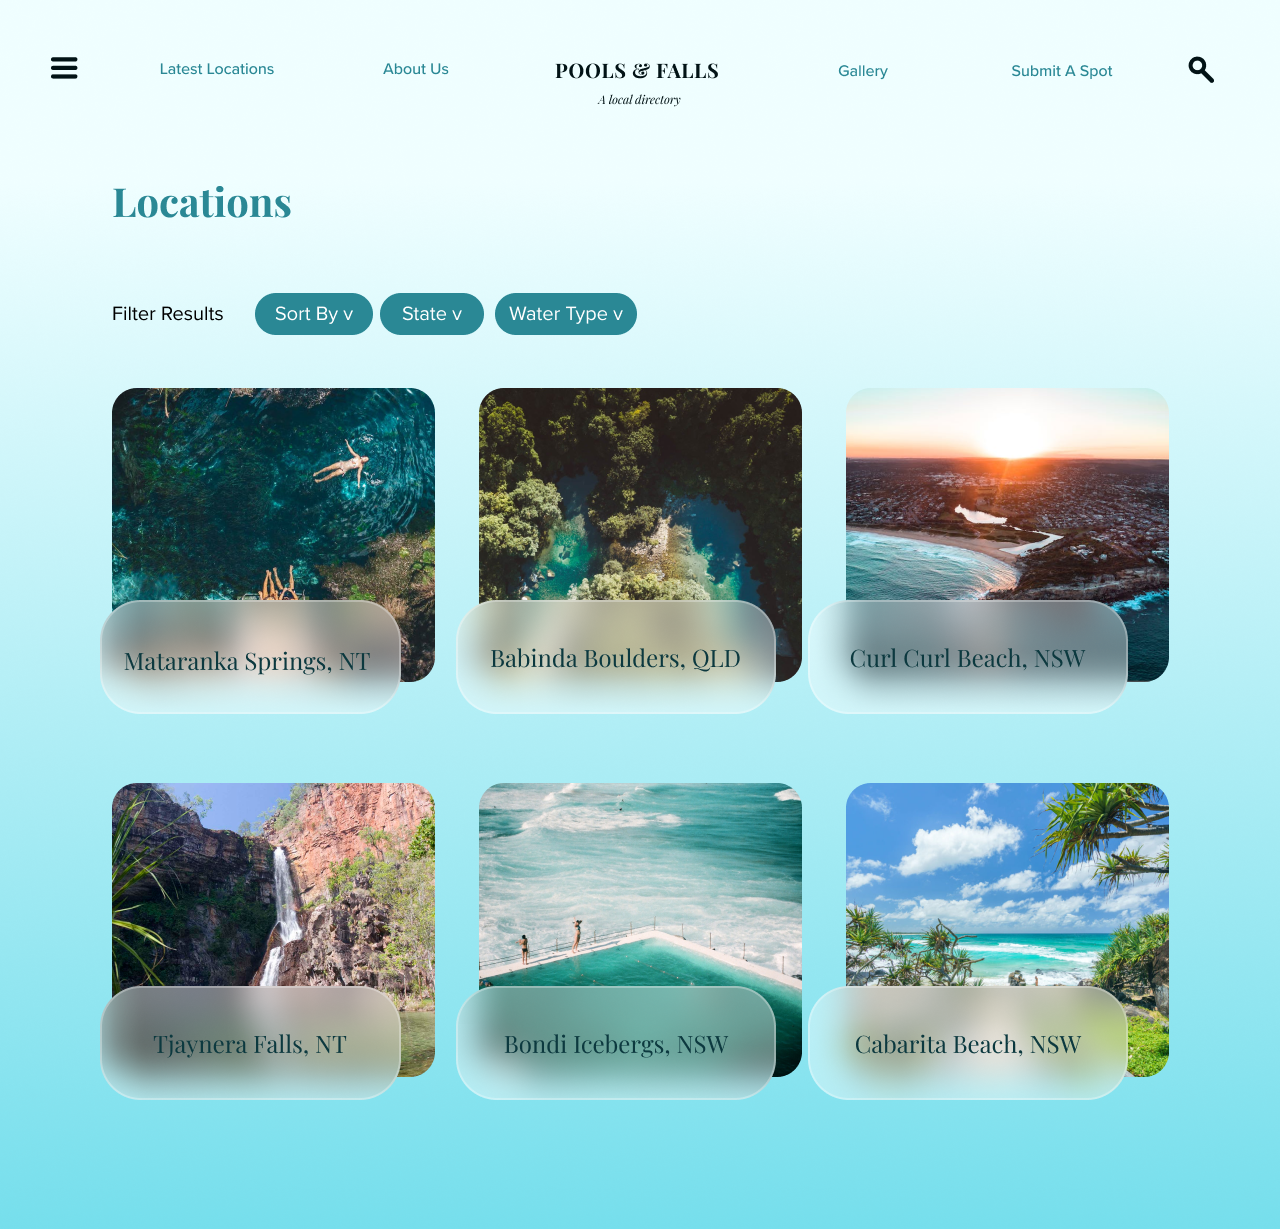 Latest Locations
About Us
POOLS & FALLS
A local directory
Gallery
Submit A Spot
Locations
Filter Results
Sort By v
State v
Water Type v
Mataranka Springs, NT
Babinda Boulders, QLD
Curl Curl Beach, NSW
Tjaynera Falls, NT
Bondi Icebergs, NSW
Cabarita Beach, NSW